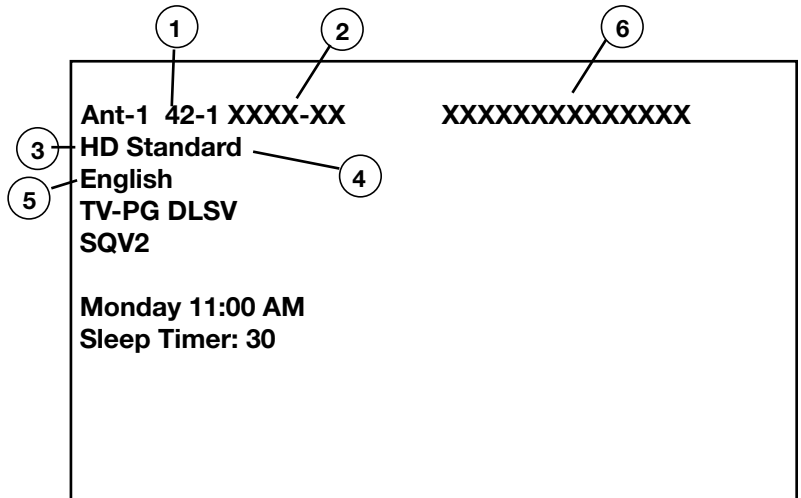 1 2 6
Ant-1 42-1 XXXX-XX XXXXXXXXXXXXXX
3 HD Standard
4
5 English
TV-PG DLSV
SQV2
Monday 11:00 AM
Sleep Timer: 30